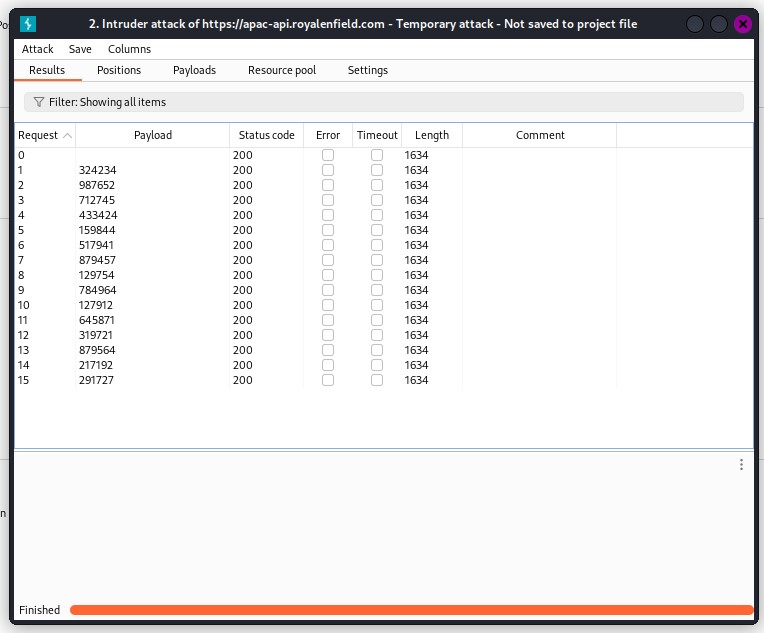 2. Intruder attack of https://apac-api.royalenfield.com - Temporary attack - Not saved to project file
Attack Save Columns
Results Positions Payloads Resource pool Settings
Filter: Showing all items
Request Payload Status code Error Timeout Length Comment
0 200 1634
1 324234 200 1634
2 987652 200 1634
3 712745 200 1634
4 433424 200 1634
5 159844 200 1634
6 517941 200 1634
7 879457 200 1634
8 129754 200 1634
9 784964 200 1634
10 127912 200 1634
11 645871 200 1634
12 319721 200 1634
13 879564 200 1634
14 217192 200 1634
15 291727 200 1634
Finished